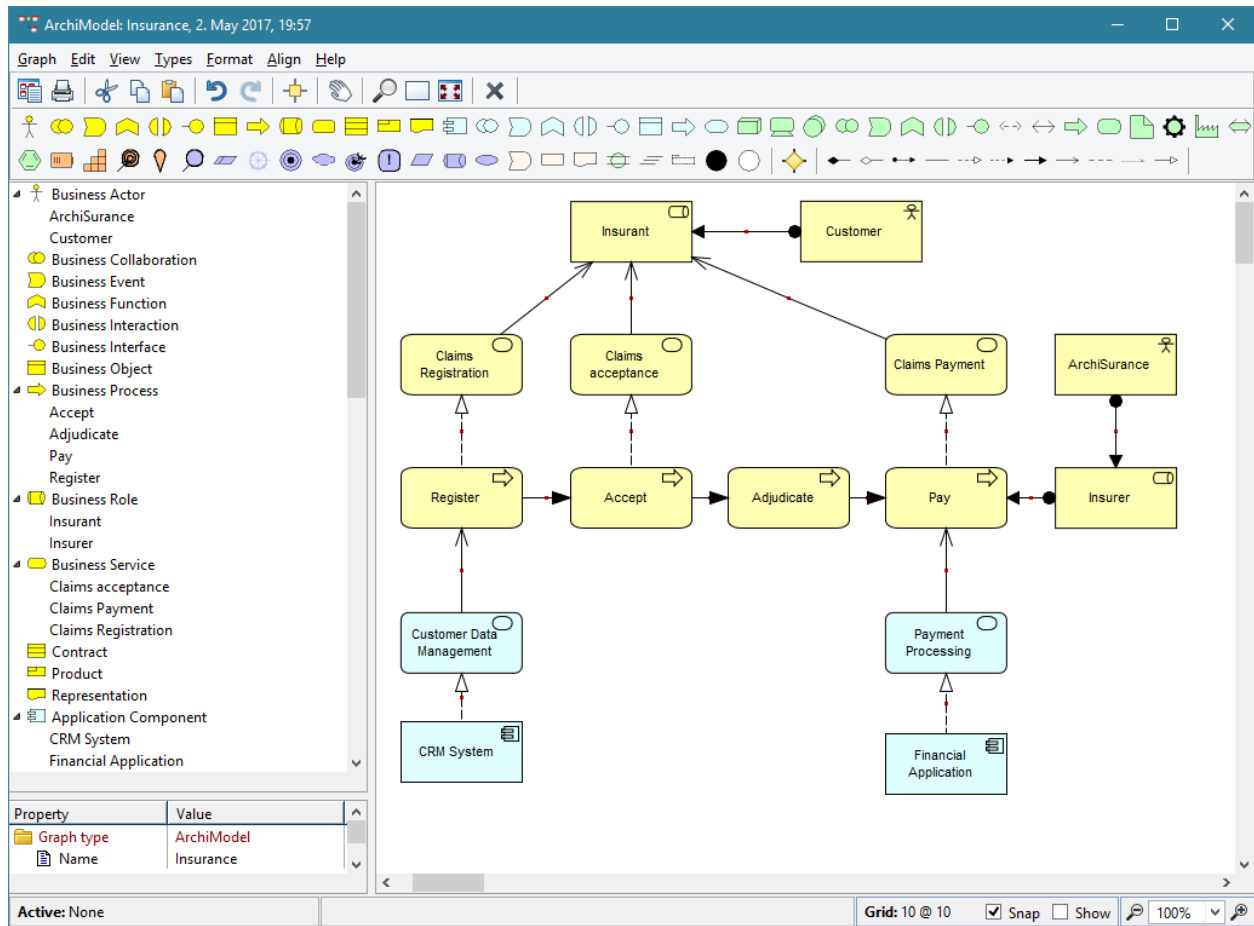 ArchiModel: Insurance, 2. May 2017, 19:57
Graph Edit View Types Format Align Help
Business Actor
ArchiSurance
Customer
Business Collaboration
Business Event
Business Function
Business Interaction
Business Interface
Business Object
Business Process
Accept
Adjudicate
Pay
Register
Business Role
Insurant
Insurer
Business Service
Claims acceptance
Claims Payment
Claims Registration
Contract
Product
Representation
Application Component
CRM System
Financial Application
Property Value
Graph type ArchiModel
Name Insurance
Insurant
Customer
Claims
Registration
Claims
acceptance
Claims Payment
ArchiSurance
Register
Accept
Adjudicate
Pay
Insurer
Customer Data
Management
Payment
Processing
CRM System
Financial
Application
Active: None
Grid: 10 @ 10
Snap
Show
100%